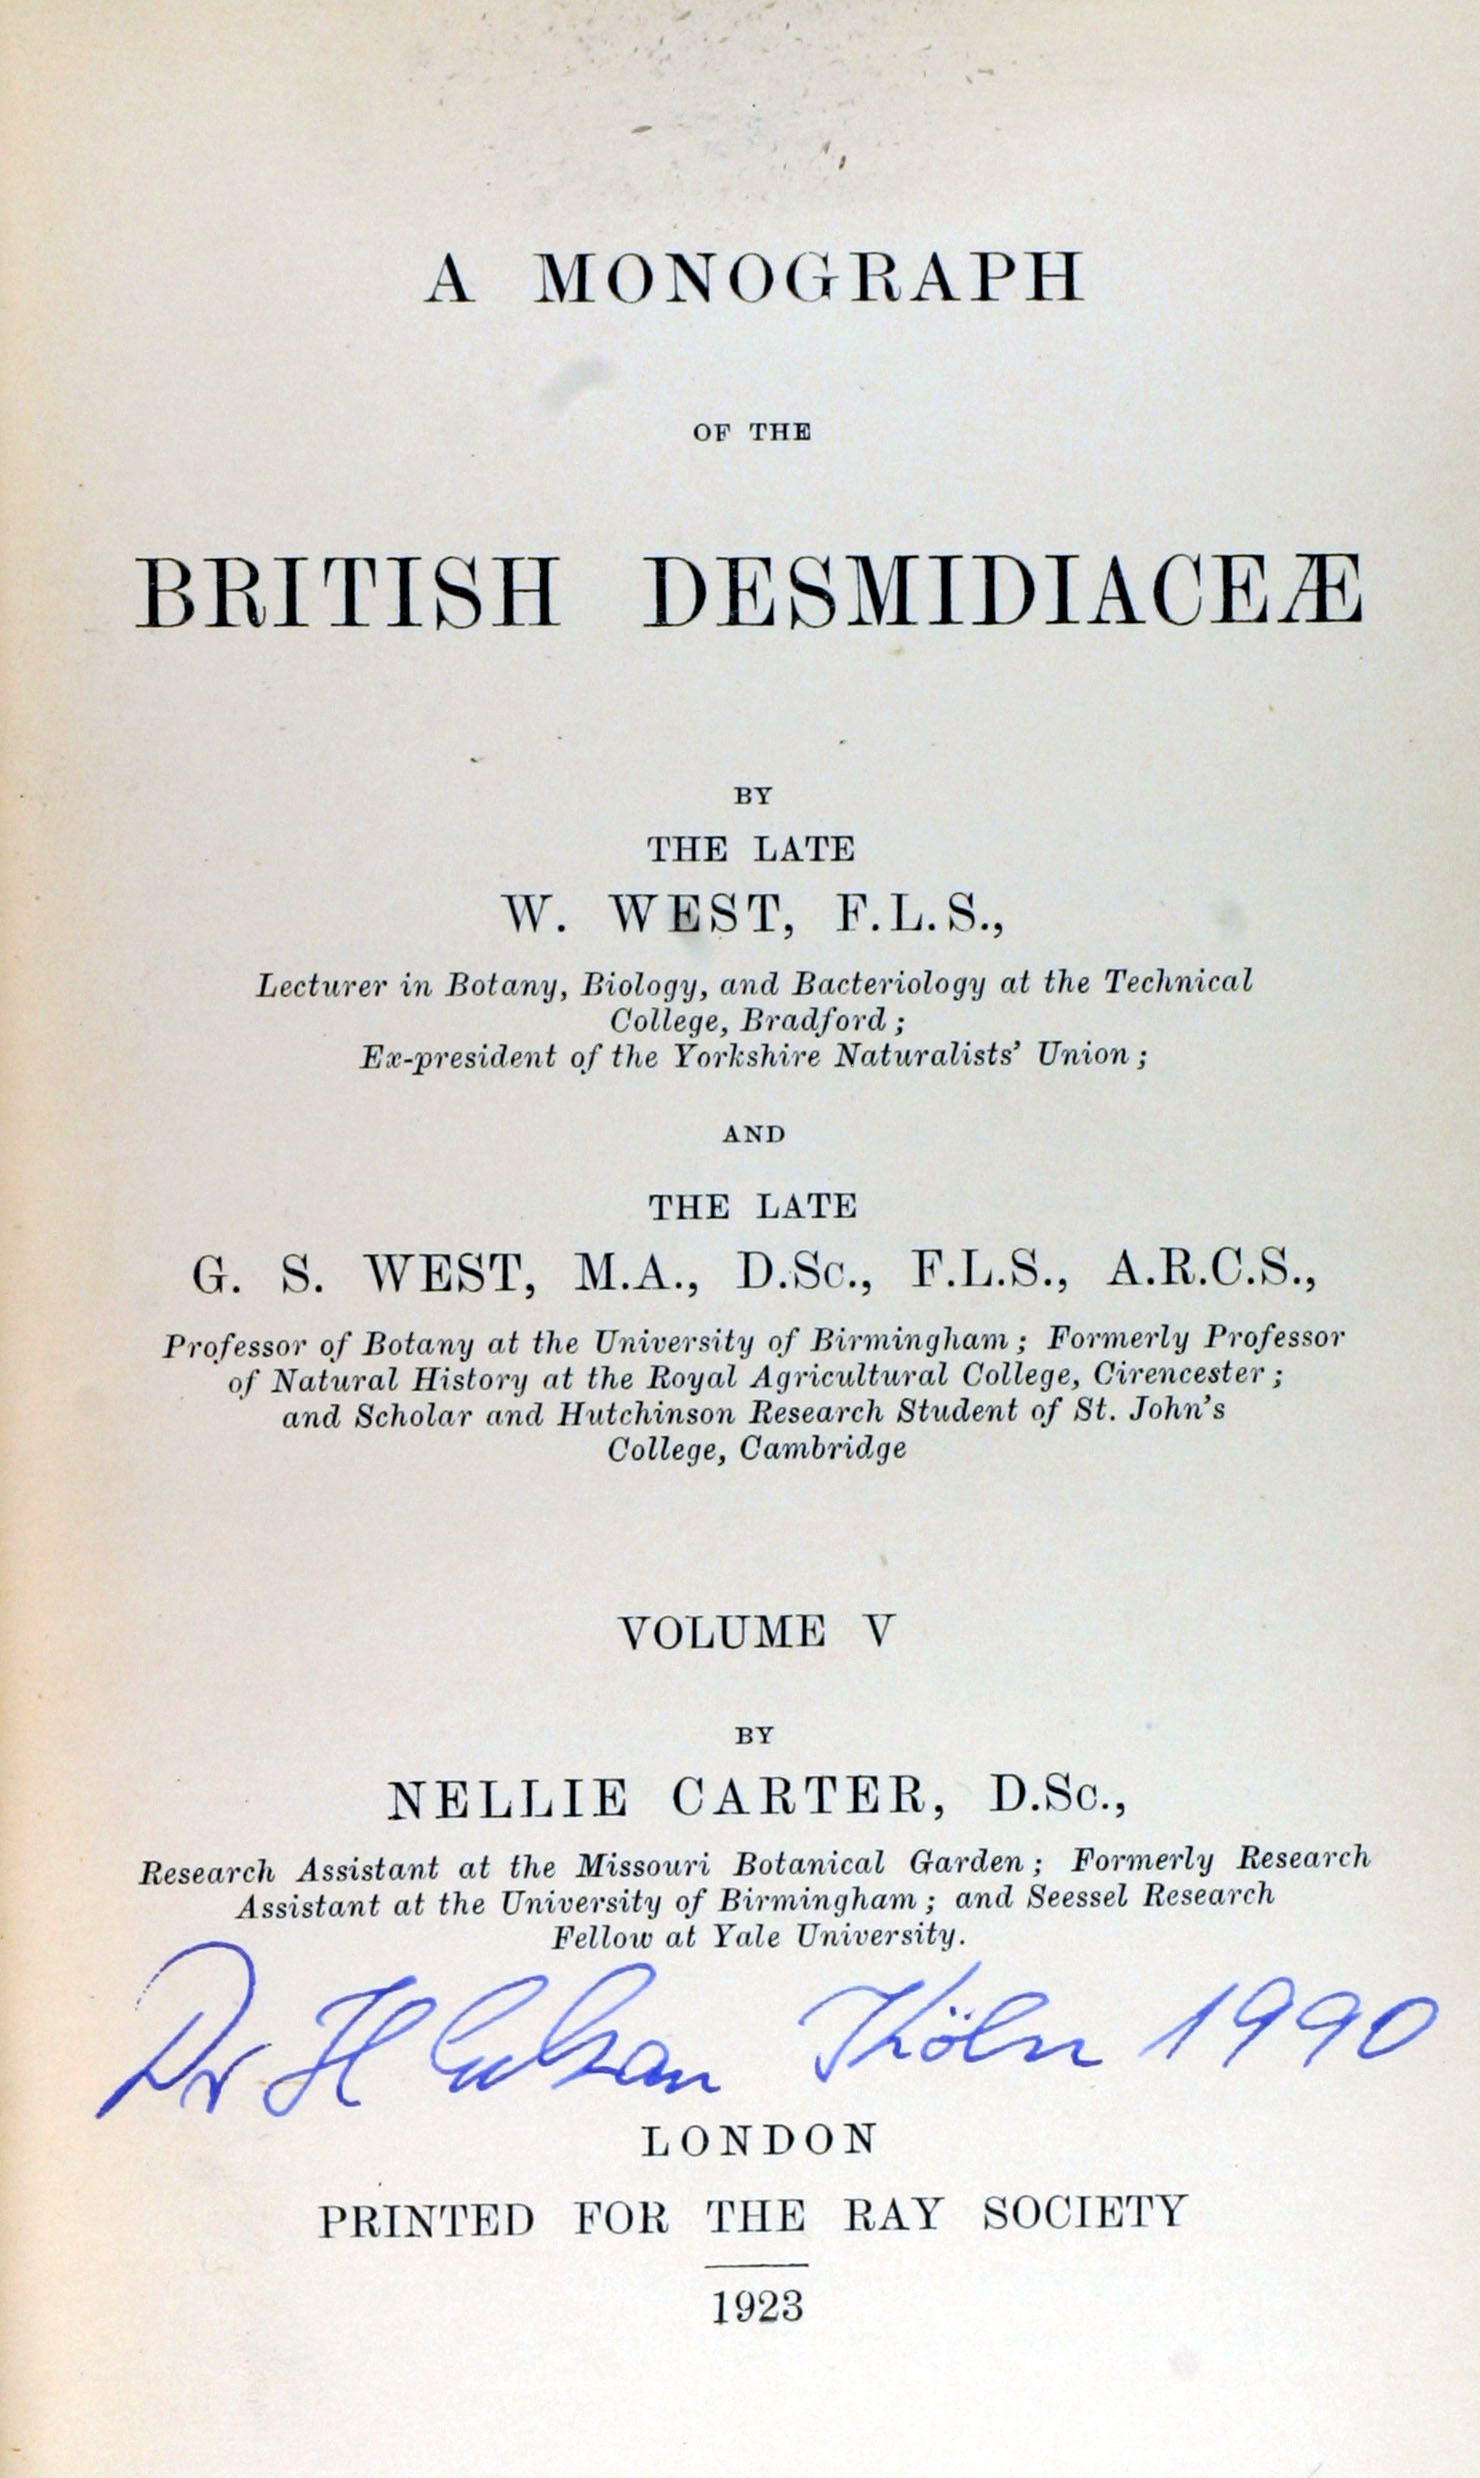 A MONOGRAPH
OF THE
BRITISH DESMIDIACEÆ
BY
THE LATE
W. WEST, F.L.S.,
Lecturer in Botany, Biology, and Bacteriology at the Technical
College, Bradford;
Ex-president of the Yorkshire Naturalists' Union;
AND
THE LATE
G. S. WEST, M.A., D.Sc., F.L.S., A.R.C.S.,
Professor of Botany at the University of Birmingham; Formerly Professor
of Natural History at the Royal Agricultural College, Cirencester;
and Scholar and Hutchinson Research Student of St. John's
College, Cambridge
VOLUME V
BY
NELLIE CARTER, D.Sc.,
Research Assistant at the Missouri Botanical Garden; Formerly Research
Assistant at the University of Birmingham; and Seessel Research
Fellow at Yale University.
Dr H Köln 1990
LONDON
PRINTED FOR THE RAY SOCIETY
1923